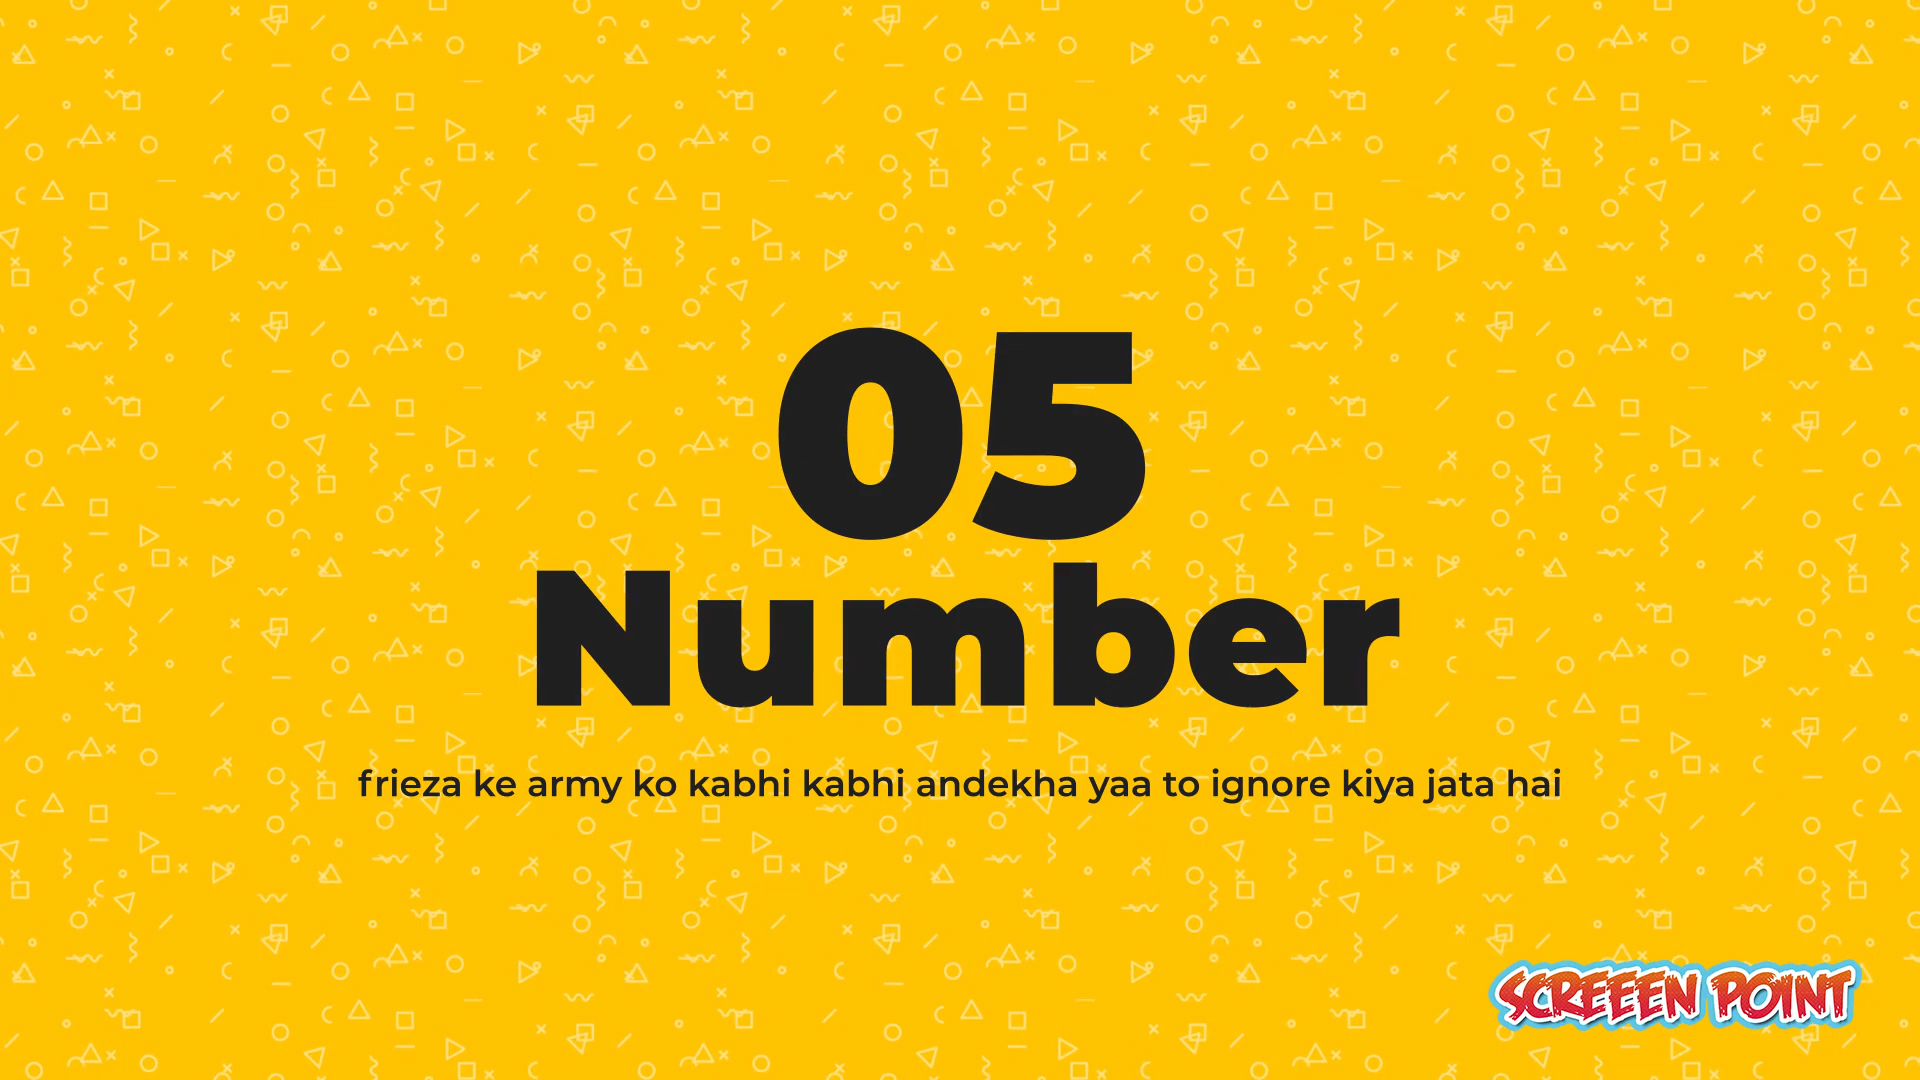 05
Number
frieza ke army ko kabhi kabhi andekha yaa to ignore kiya jata hai
SCREEEN POINT